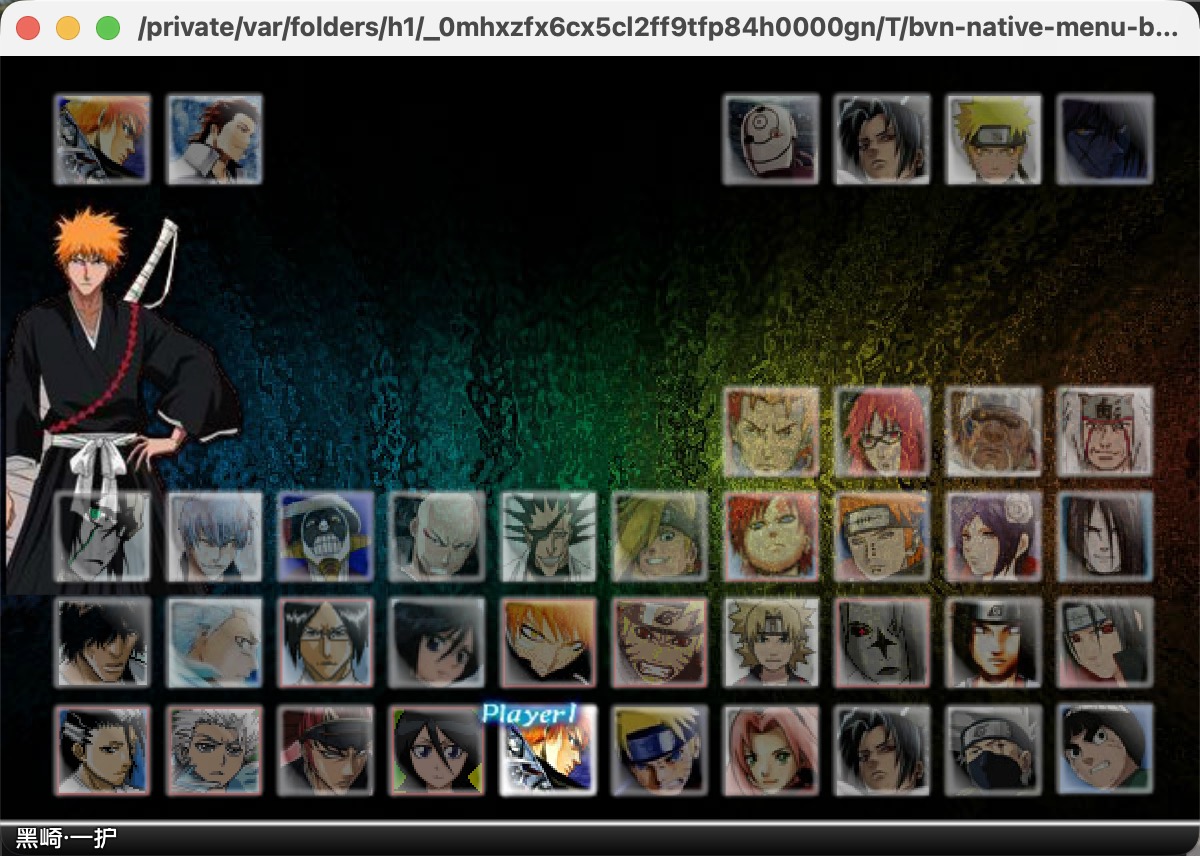 /private/var/folders/h1/_0mhxzfx6cx5cl2ff9tfp84h0000gn/T/bvn-native-menu-b...
Player1
黑崎·一护